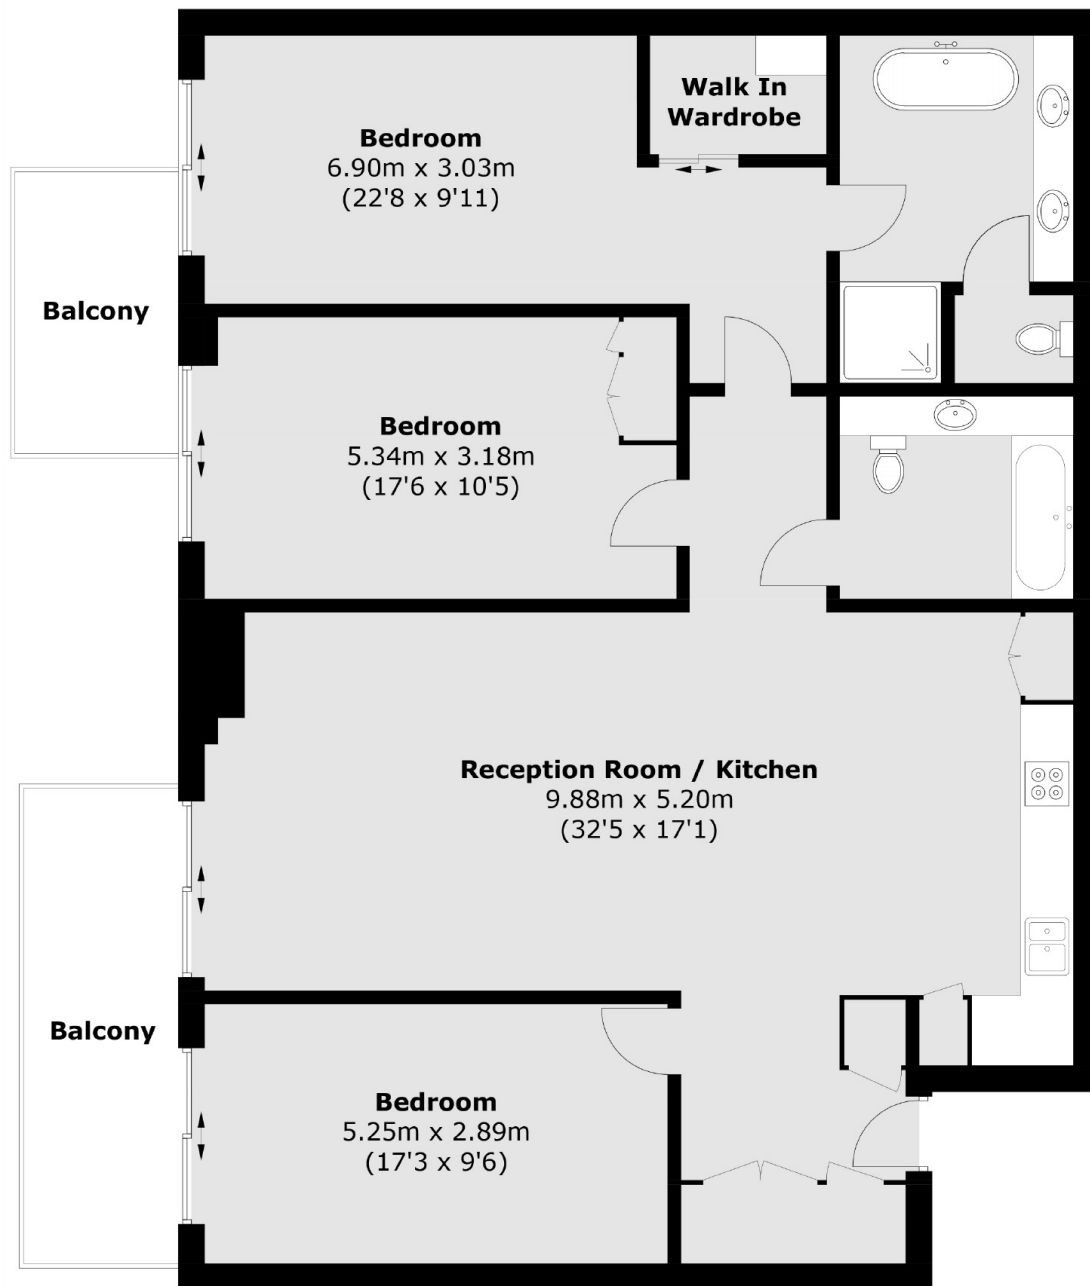 Walk In
Wardrobe
Bedroom
6.90m x 3.03m
(22'8 x 9'11)
Balcony
Bedroom
5.34m x 3.18m
(17'6 x 10'5)
Reception Room / Kitchen
9.88m x 5.20m
(32'5 x 17'1)
Balcony
Bedroom
5.25m x 2.89m
(17'3 x 9'6)